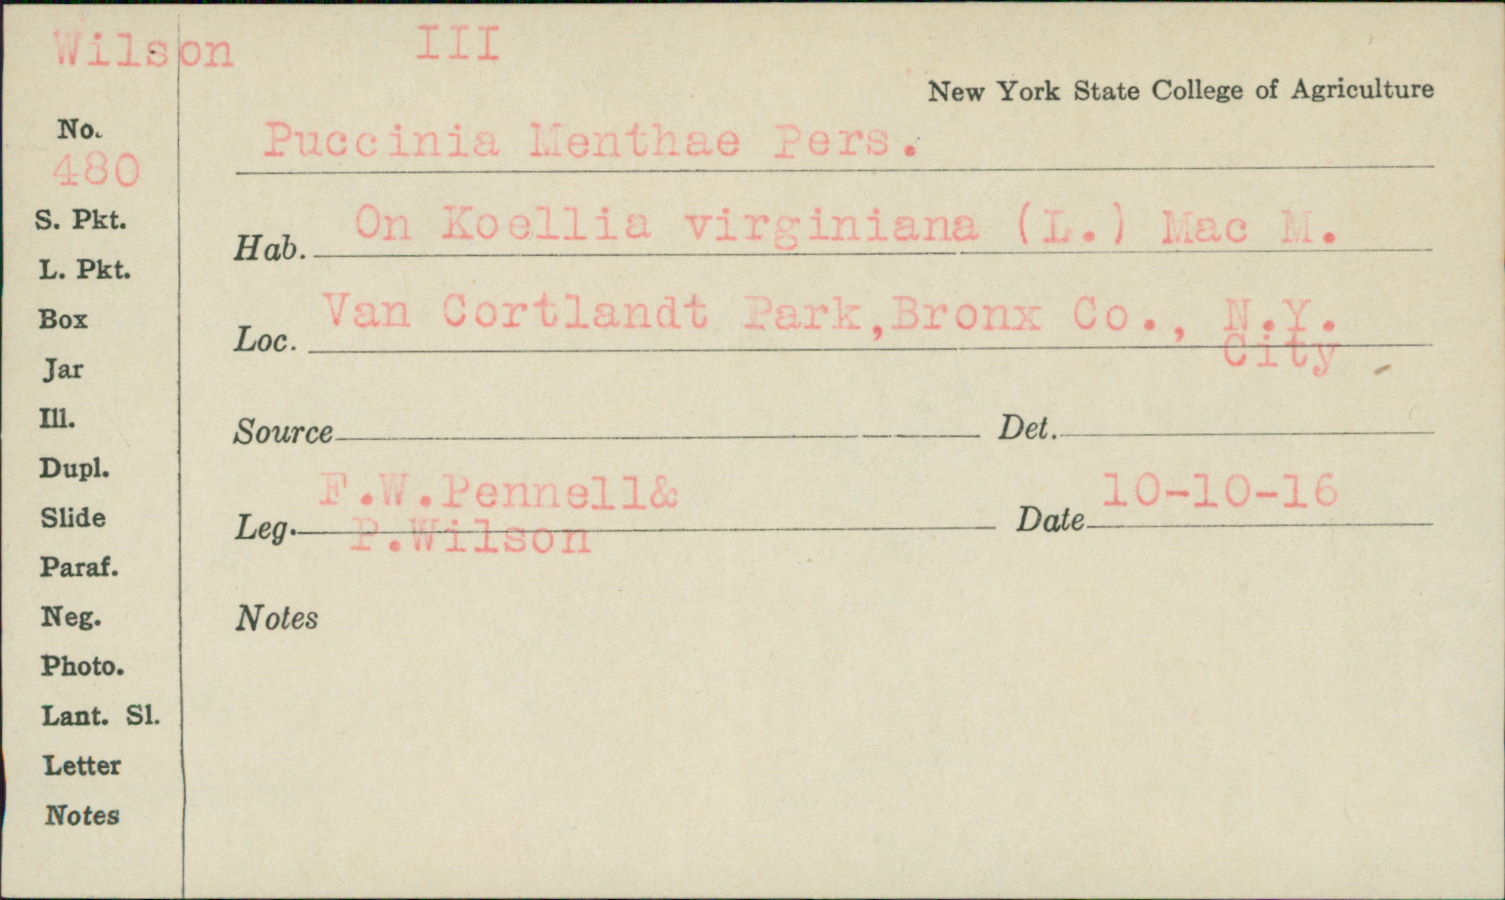 Wilson III
New York State College of Agriculture
No. Puccinia Menthae Pers.
480
S. Pkt.
Hab. On Koellia virginiana (L.) Mac M.
L. Pkt.
Box
Loc. Van Cortlandt Park,Bronx Co., N.Y.
City
Jar
Ill.
Source Det.
Dupl.
F.W.Pennell& 10-10-16
Slide
Leg. P.Wilson Date
Paraf.
Neg.
Notes
Photo.
Lant. Sl.
Letter
Notes